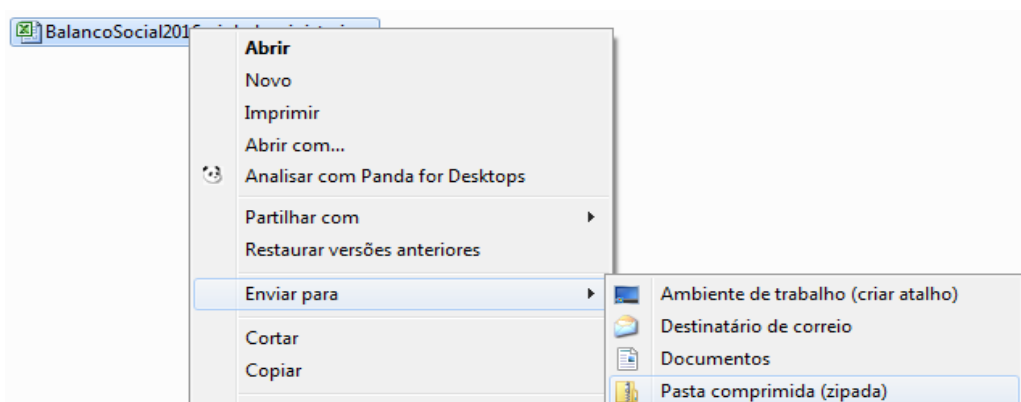 BalancoSocial201
Abrir
Novo
Imprimir
Abrir com...
Analisar com Panda for Desktops
Partilhar com
Restaurar versões anteriores
Enviar para
Cortar
Copiar
Ambiente de trabalho (criar atalho)
Destinatário de correio
Documentos
Pasta comprimida (zipada)